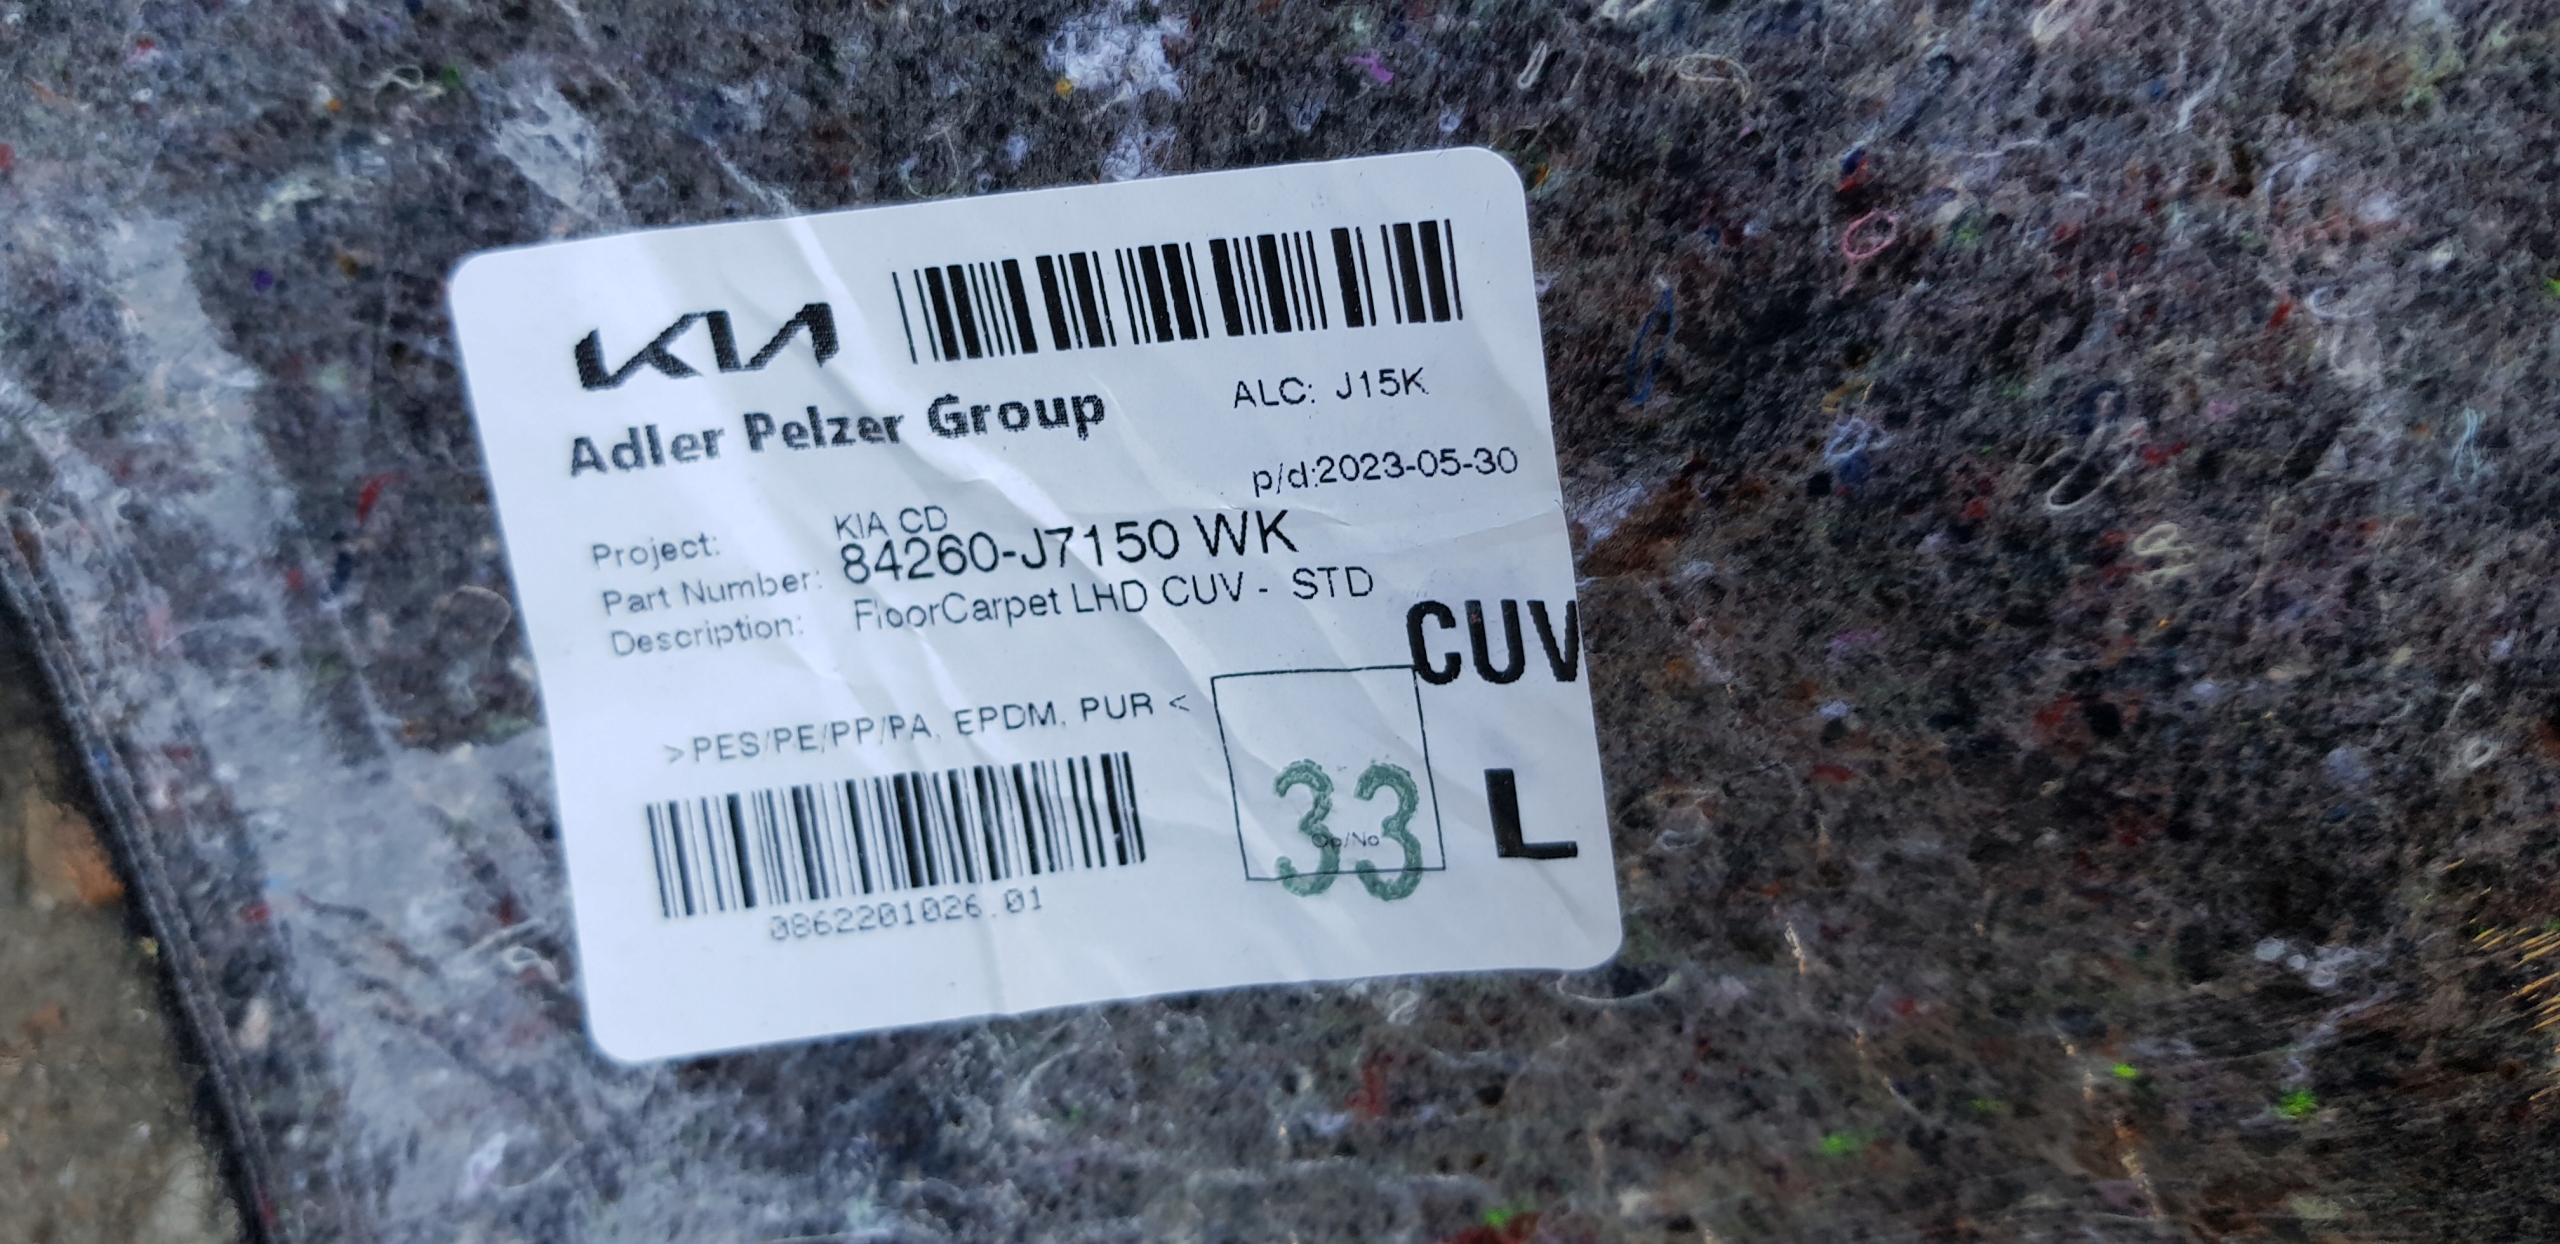 KIA
ALC: J15K
Adler Pelzer Group
p/d:2023-05-30
Project: KIA CD
Part Number: 84260-J7150 WK
Description: FloorCarpet LHD CUV - STD
CUV
>PES/PE/PP/PA, EPDM, PUR <
33
Op/No
L
0862201026.01